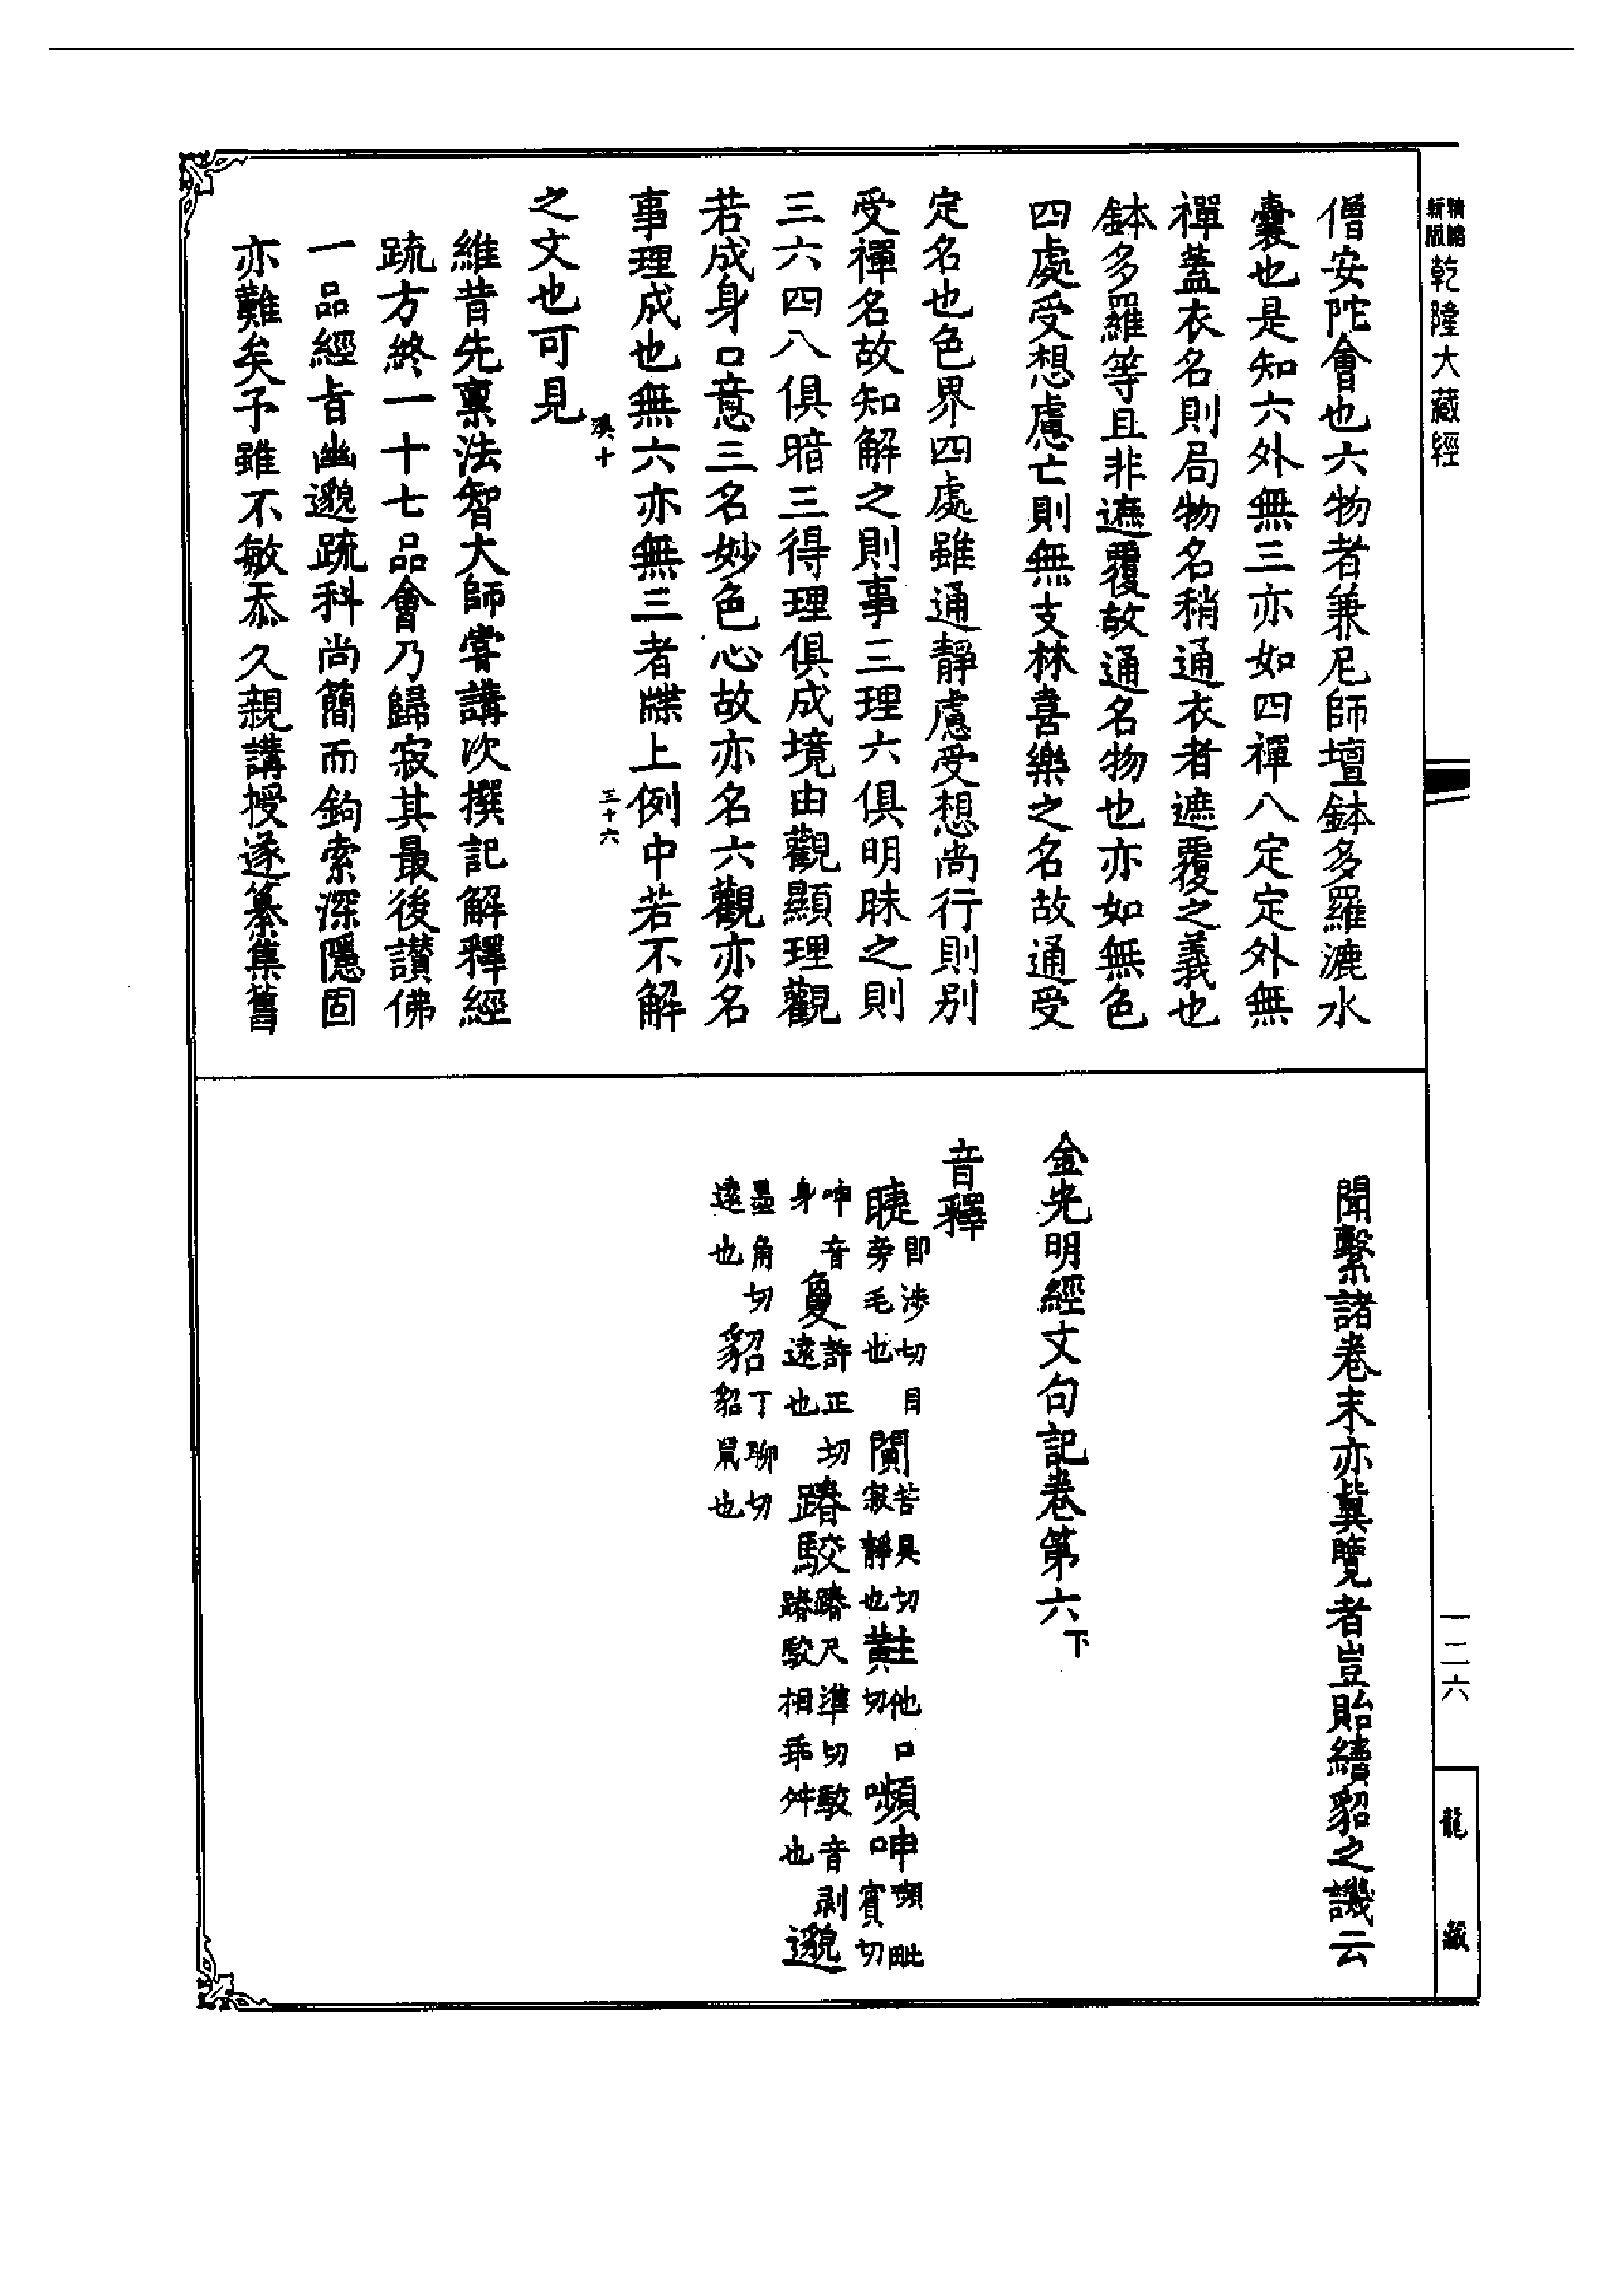 新版 精縮 乾隆大藏經
僧安陀會也六物者兼尼師壇鉢多羅漉水
囊也是知六外無三亦如四禪八定定外無
禪蓋衣名則局物名稍通衣者遮覆之義也
鉢多羅等且非遮覆故通名物也亦如無色
四處受想慮亡則無支林喜樂之名故通受
定名也色界四處雖通靜慮受想尚行則别
受禪名故知解之則事三理六俱明昧之則
三六四八俱暗三得理俱成境由觀顯理觀
若成身口意三名妙色心故亦名六觀亦名
事理成也無六亦無三者牒上例中若不解
十 三十六
之文也可見
維昔先稟法智大師甞講次撰記解釋經
䟽方終一十七品會乃歸寂其最後讃佛
一品經旨幽邈䟽科尚簡而鉤索深隱固
亦難矣予雖不敏忝久親講授遂纂集舊
聞繫諸卷末亦冀覽者豈貽續貂之譏云
金光明經文句記卷第六下
音釋
睫 即涉切目旁毛也 闃 苦具切寂靜也 黈 他口切 嚬呻 嚬毗賓切
呻音身 敻 許正切遠也 踳駮 踳尺準切駮音剥踳駮相乖舛也 邈
墨角切遠也 貂 丁聊切貂鼠也
一二六
龍藏